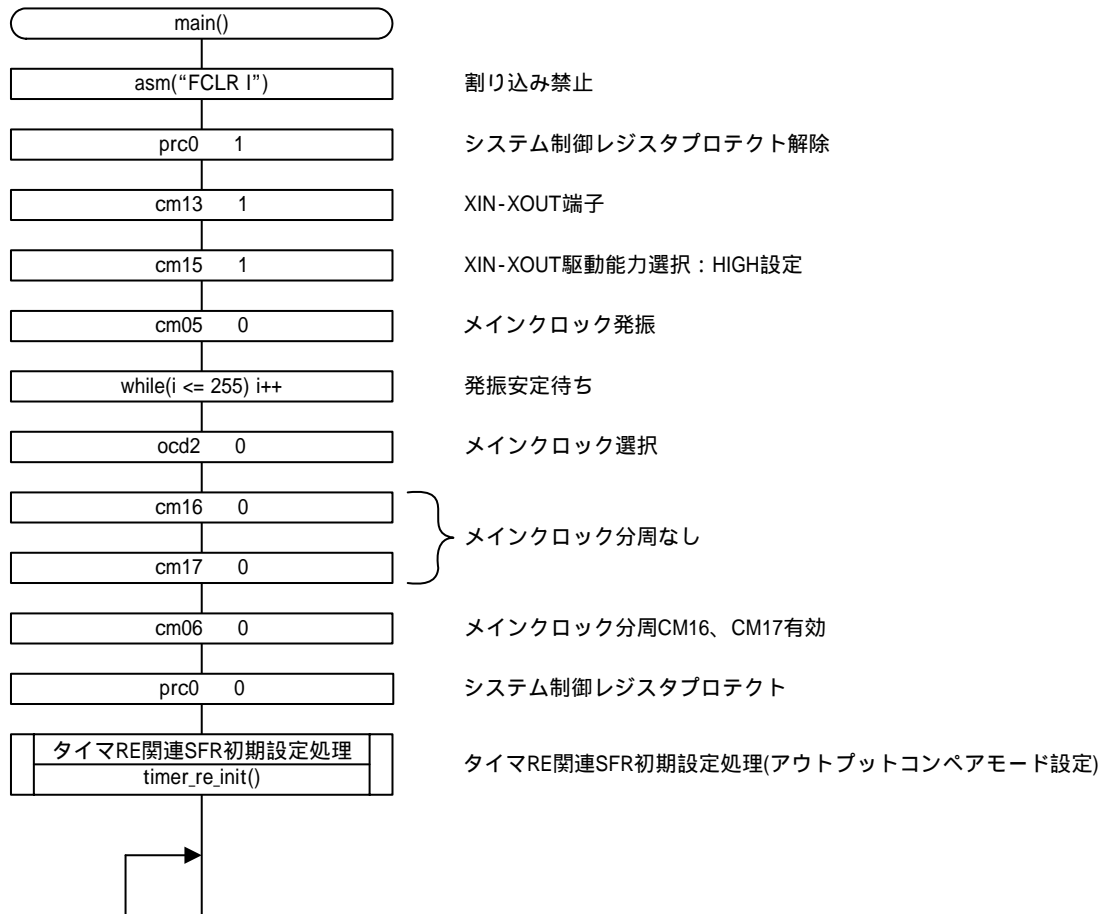 main()
asm(“FCLR I”) 割り込み禁止
prc0 1 システム制御レジスタプロテクト解除
cm13 1 XIN-XOUT端子
cm15 1 XIN-XOUT駆動能力選択：HIGH設定
cm05 0 メインクロック発振
while(i <= 255) i++ 発振安定待ち
ocd2 0 メインクロック選択
cm16 0
メインクロック分周なし
cm17 0
cm06 0 メインクロック分周CM16、CM17有効
prc0 0 システム制御レジスタプロテクト
タイマRE関連SFR初期設定処理
timer_re_init()
タイマRE関連SFR初期設定処理(アウトプットコンペアモード設定)